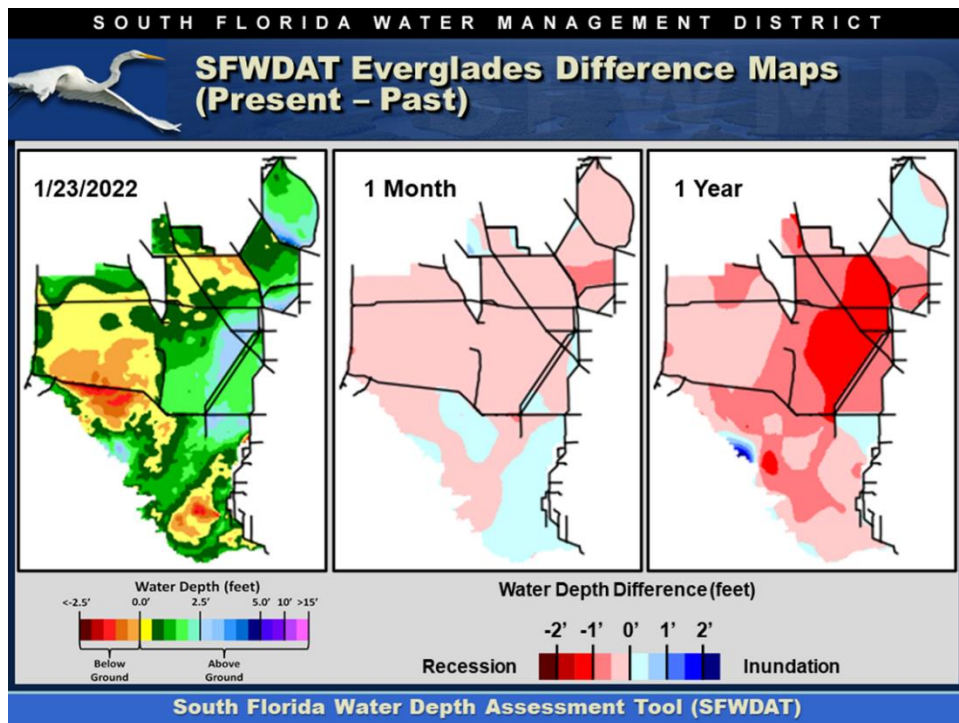 SOUTH FLORIDA WATER MANAGEMENT DISTRICT
SFWDAT Everglades Difference Maps
(Present – Past)
SFWMD
1/23/2022
1 Month
1 Year
Water Depth (feet)
<-2.5' 0.0' 2.5' 5.0' 10' >15'
Below
Ground
Above
Ground
Water Depth Difference (feet)
-2' -1' 0' 1' 2'
Recession
Inundation
South Florida Water Depth Assessment Tool (SFWDAT)